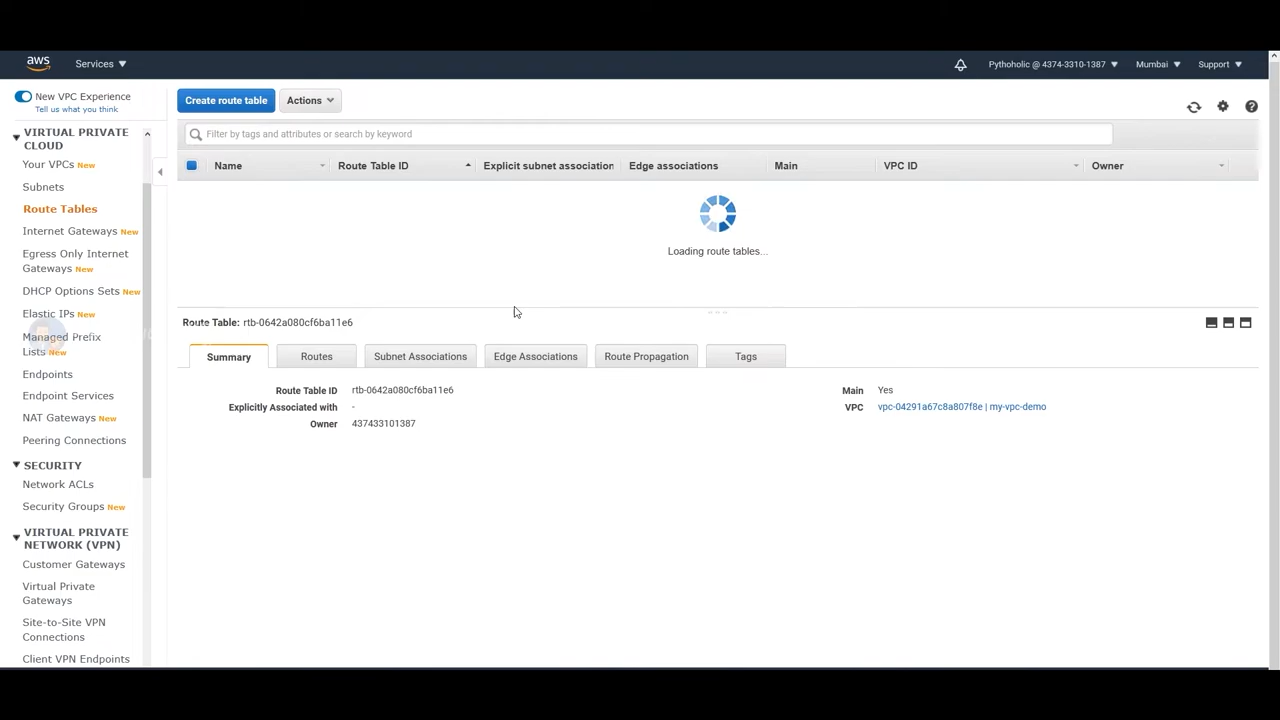 aws
Services
Pythoholic @ 4374-3310-1387
Mumbai
Support
New VPC Experience
Tell us what you think
VIRTUAL PRIVATE
CLOUD
Your VPCs New
Subnets
Route Tables
Internet Gateways New
Egress Only Internet
Gateways New
DHCP Options Sets New
Elastic IPs New
Managed Prefix
Lists New
Endpoints
Endpoint Services
NAT Gateways New
Peering Connections
SECURITY
Network ACLs
Security Groups New
VIRTUAL PRIVATE
NETWORK (VPN)
Customer Gateways
Virtual Private
Gateways
Site-to-Site VPN
Connections
Client VPN Endpoints
Create route table
Actions
Filter by tags and attributes or search by keyword
Name
Route Table ID
Explicit subnet association
Edge associations
Main
VPC ID
Owner
Loading route tables...
Route Table: rtb-0642a080cf6ba11e6
Summary
Routes
Subnet Associations
Edge Associations
Route Propagation
Tags
Route Table ID rtb-0642a080cf6ba11e6
Explicitly Associated with -
Owner 437433101387
Main Yes
VPC vpc-04291a67c8a807f8e | my-vpc-demo